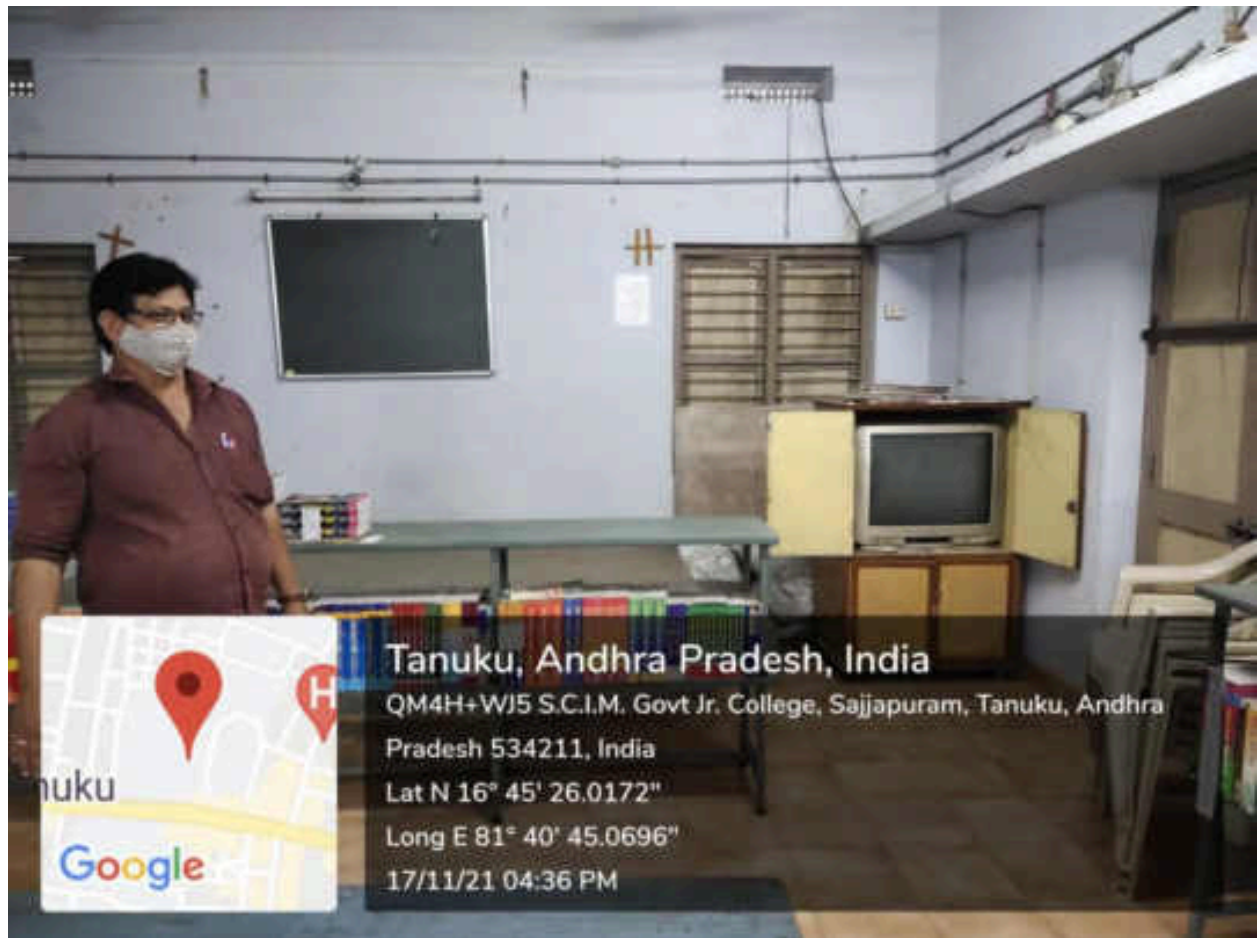 Tanuku, Andhra Pradesh, India
QM4H+WJ5 S.C.I.M. Govt Jr. College, Sajjapuram, Tanuku, Andhra
Pradesh 534211, India
Lat N 16° 45' 26.0172"
Long E 81° 40' 45.0696"
17/11/21 04:36 PM
H
nuku
Google